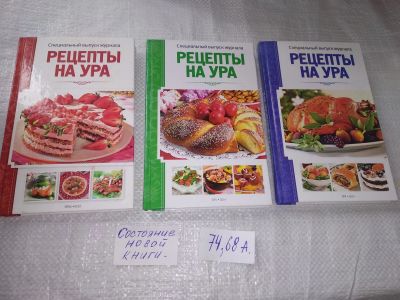 Специальный выпуск журнала
РЕЦЕПТЫ
НА УРА
Специальный выпуск журнала
РЕЦЕПТЫ
НА УРА
Специальный выпуск журнала
РЕЦЕПТЫ
НА УРА
Состояние
новой
книги-
74,68 А.